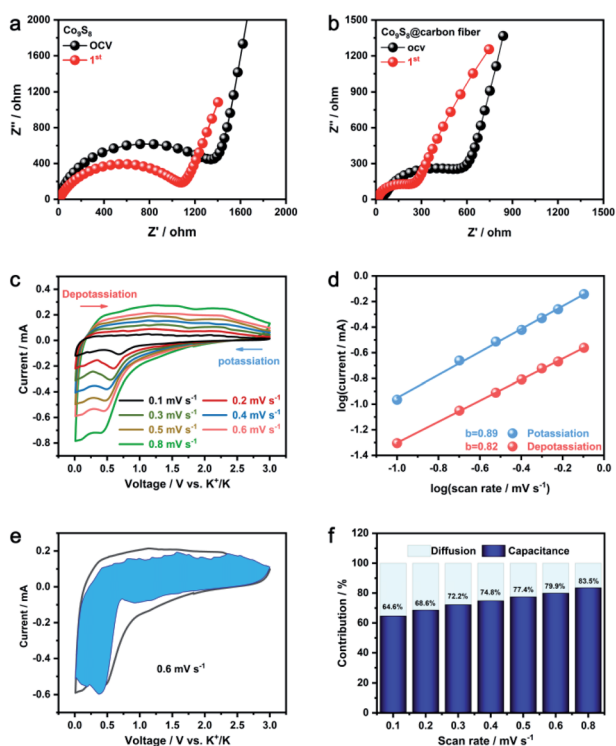 a
Co₉S₈
OCV
1ˢᵗ
2000
1600
1200
800
400
0
Z'' / ohm
0 400 800 1200 1600 2000
Z' / ohm
b
Co₉S₈@carbon fiber
ocv
1ˢᵗ
1500
1200
900
600
300
0
Z'' / ohm
0 300 600 900 1200 1500
Z' / ohm
c
Depotassiation
potassiation
0.4
0.2
0.0
-0.2
-0.4
-0.6
-0.8
Current / mA
0.1 mV s⁻¹ 0.2 mV s⁻¹
0.3 mV s⁻¹ 0.4 mV s⁻¹
0.5 mV s⁻¹ 0.6 mV s⁻¹
0.8 mV s⁻¹
0.0 0.5 1.0 1.5 2.0 2.5 3.0
Voltage / V vs. K⁺/K
d
0.0
-0.2
-0.4
-0.6
-0.8
-1.0
-1.2
-1.4
log(current / mA)
b=0.89 Potassiation
b=0.82 Depotassiation
-1.0 -0.8 -0.6 -0.4 -0.2 0.0
log(scan rate / mV s⁻¹)
e
0.4
0.2
0.0
-0.2
-0.4
-0.6
Current / mA
0.6 mV s⁻¹
0.0 0.5 1.0 1.5 2.0 2.5 3.0
Voltage / V vs. K⁺/K
f
Diffusion Capacitance
120
100
80
60
40
20
0
Contribution / %
64.6% 68.6% 72.2% 74.8% 77.4% 79.9% 83.5%
0.1 0.2 0.3 0.4 0.5 0.6 0.8
Scan rate / mV s⁻¹